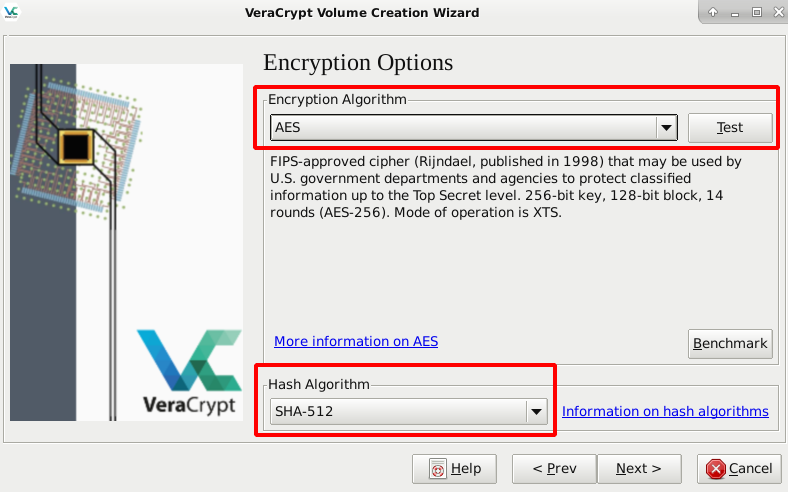 VeraCrypt Volume Creation Wizard
Encryption Options
Encryption Algorithm
AES
Test
FIPS-approved cipher (Rijndael, published in 1998) that may be used by
U.S. government departments and agencies to protect classified
information up to the Top Secret level. 256-bit key, 128-bit block, 14
rounds (AES-256). Mode of operation is XTS.
More information on AES
Benchmark
VeraCrypt
Hash Algorithm
SHA-512
Information on hash algorithms
Help
< Prev
Next >
Cancel